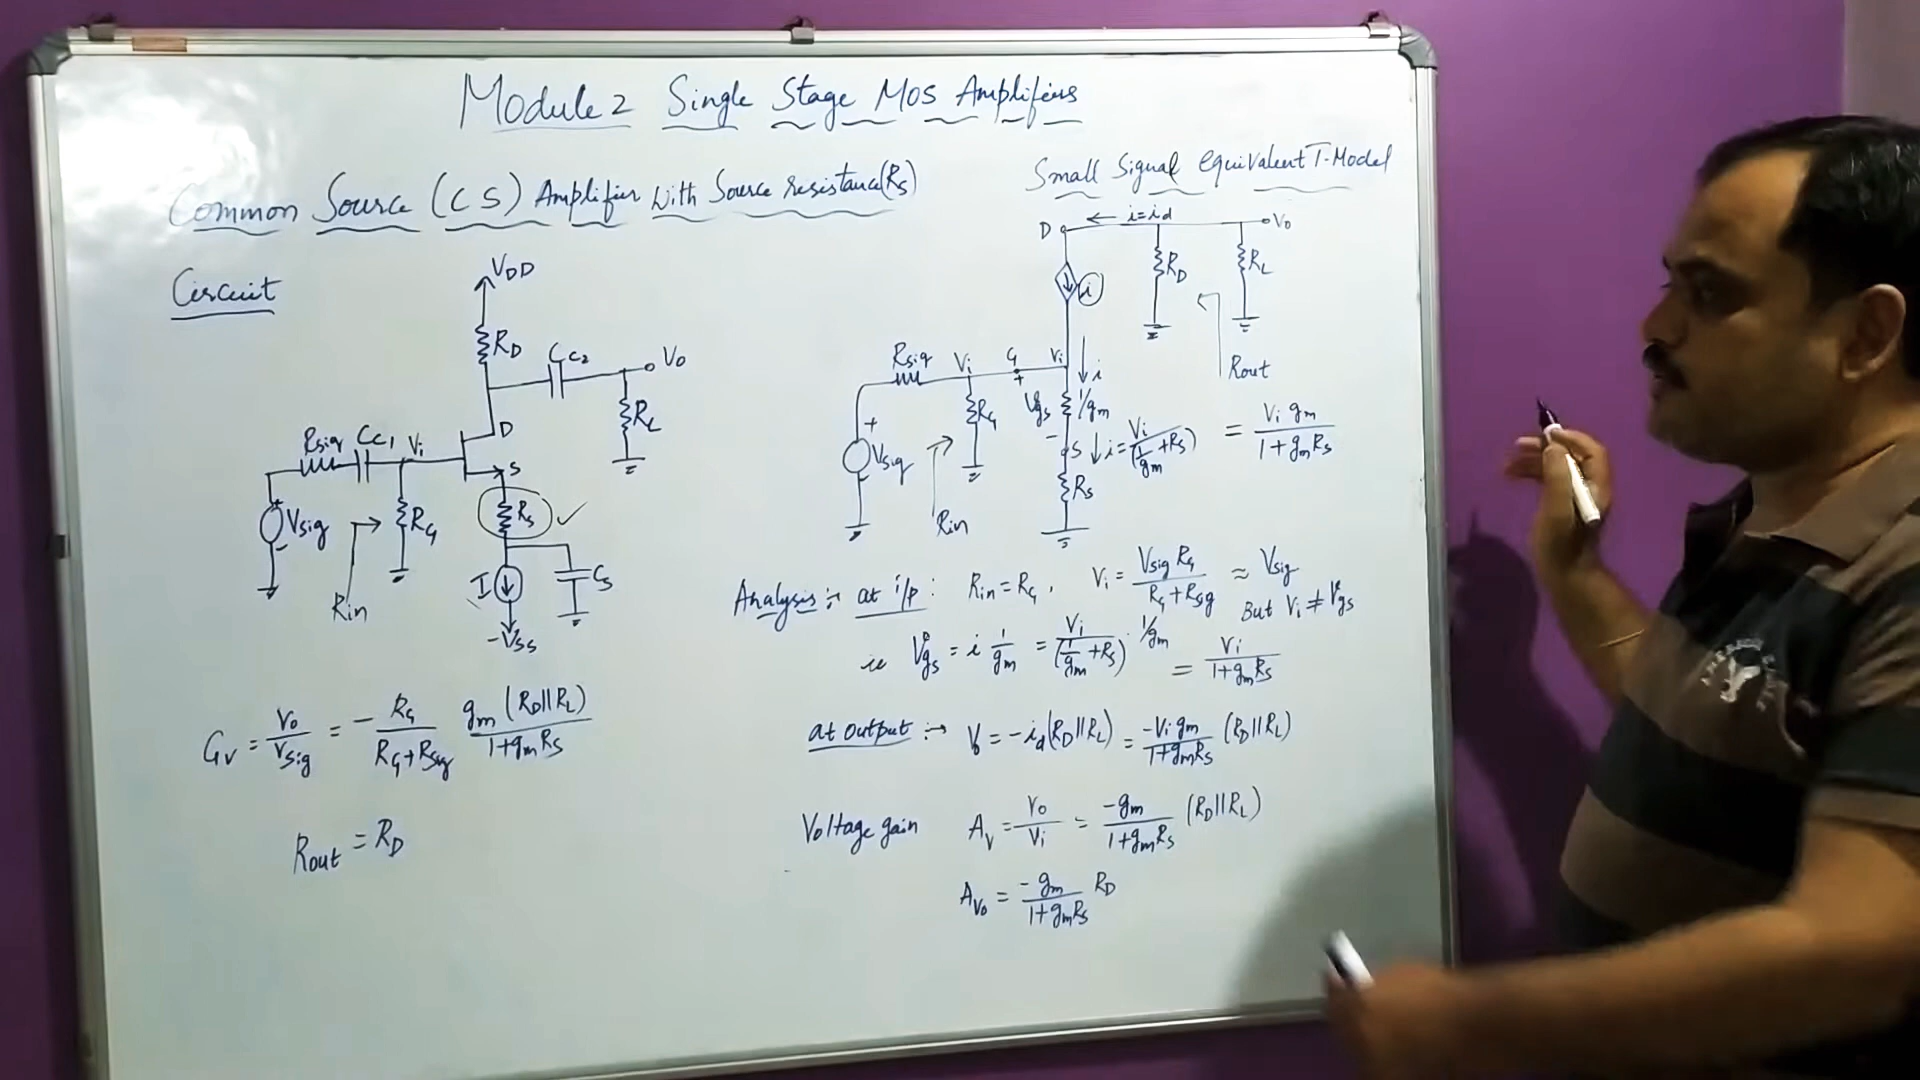 Module 2 Single Stage MOS Amplifiers
Common Source (CS) Amplifier With Source resistance (Rs)
Circuit
VDD
RD
CC2
Vo
RL
D
Rsig
CC1
Vi
S
Vsig
+
-
RG
Rs
Rin
I
Cs
-Vss
Gv = Vo/Vsig = - RG/(RG+Rsig) gm(RD||RL)/(1+gmRs)
Rout = RD
Small Signal equivalent T-Model
D
← i=id
Vo
i
RD
RL
Rout
Rsig
Vi
G
Vi
i
+
Vgs
-
1/gm
+
Vsig
RG
S
i = Vi/(1/gm + Rs) = Vi gm/(1+gmRs)
Rs
Rin
Analysis:- at i/p: Rin = RG, Vi = Vsig RG/(RG+Rsig) ≈ Vsig
But Vi ≠ Vgs
ie Vgs = i 1/gm = Vi/(1/gm + Rs) · 1/gm = Vi/(1+gmRs)
at output :→ Vo = -id(RD||RL) = -Vi gm/(1+gmRs) (RD||RL)
Voltage gain Av = Vo/Vi = -gm/(1+gmRs) (RD||RL)
Avo = -gm/(1+gmRs) RD